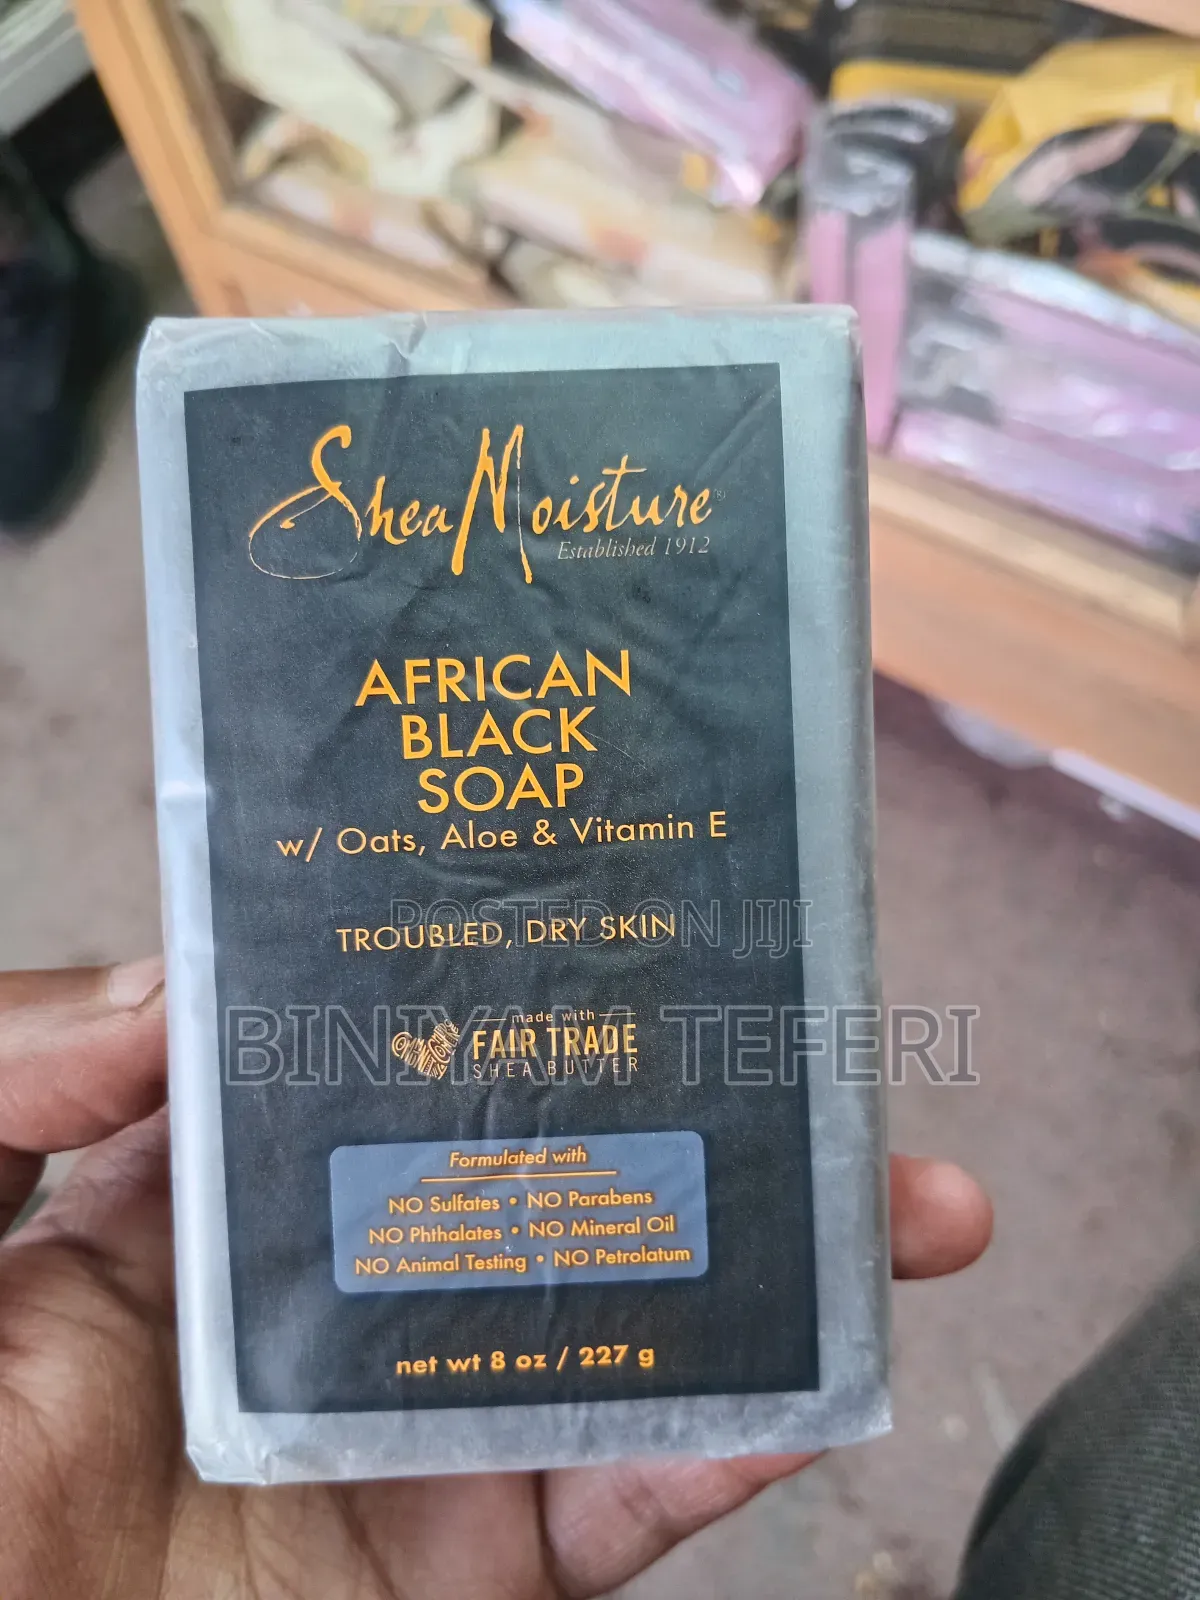 Shea Moisture®
Established 1912
AFRICAN
BLACK
SOAP
w/ Oats, Aloe & Vitamin E
TROUBLED, DRY SKIN
POSTED ON JIJI
made with
FAIR TRADE
SHEA BUTTER
BINIYAM TEFERI
Formulated with
NO Sulfates • NO Parabens
NO Phthalates • NO Mineral Oil
NO Animal Testing • NO Petrolatum
net wt 8 oz / 227 g